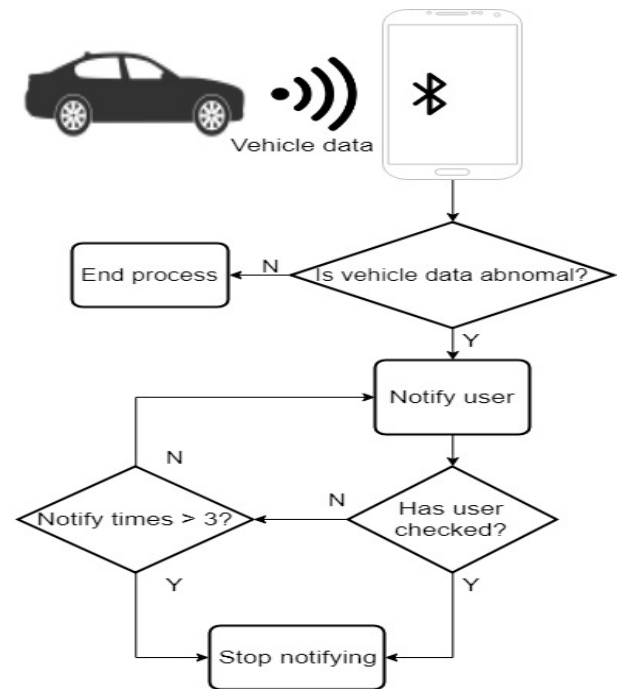 Vehicle data
Is vehicle data abnomal?
N
End process
Y
Notify user
N
N
Has user
checked?
Notify times > 3?
Y
Y
Stop notifying